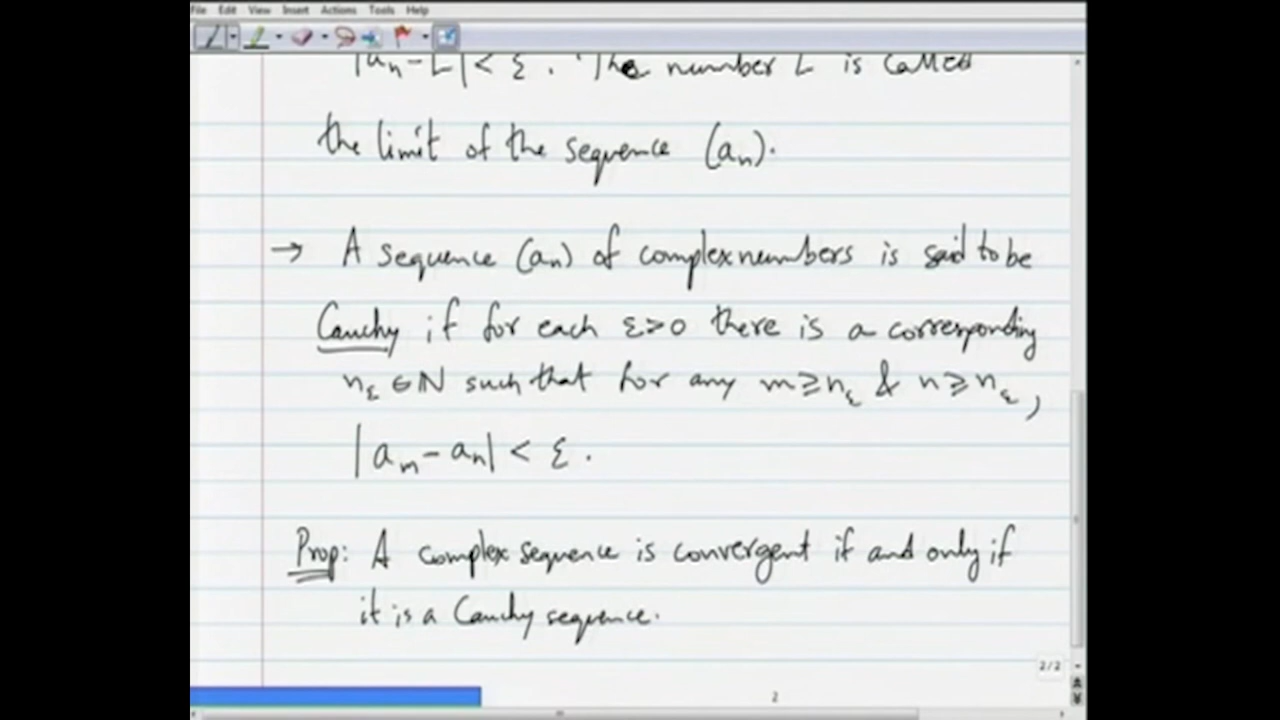 File Edit View Insert Actions Tools Help
|aₙ - L| < ε. The number L is called
the limit of the sequence (aₙ).
→ A sequence (aₙ) of complex numbers is said to be
Cauchy if for each ε>0 there is a corresponding
n_ε ∈ ℕ such that for any m ≥ n_ε & n ≥ n_ε,
|aₘ - aₙ| < ε.
Prop: A complex sequence is convergent if and only if
it is a Cauchy sequence.
2/2
2